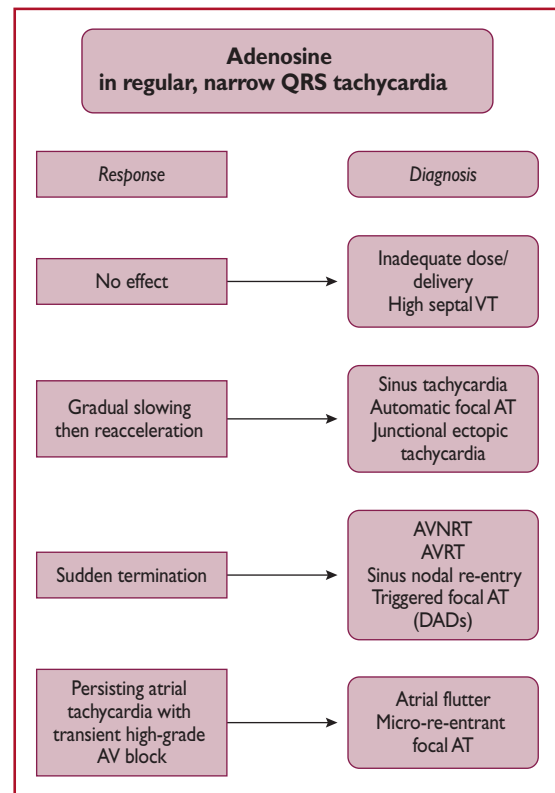 Adenosine
in regular, narrow QRS tachycardia
Response
Diagnosis
No effect
Inadequate dose/
delivery
High septal VT
Gradual slowing
then reacceleration
Sinus tachycardia
Automatic focal AT
Junctional ectopic
tachycardia
Sudden termination
AVNRT
AVRT
Sinus nodal re-entry
Triggered focal AT
(DADs)
Persisting atrial
tachycardia with
transient high-grade
AV block
Atrial flutter
Micro-re-entrant
focal AT